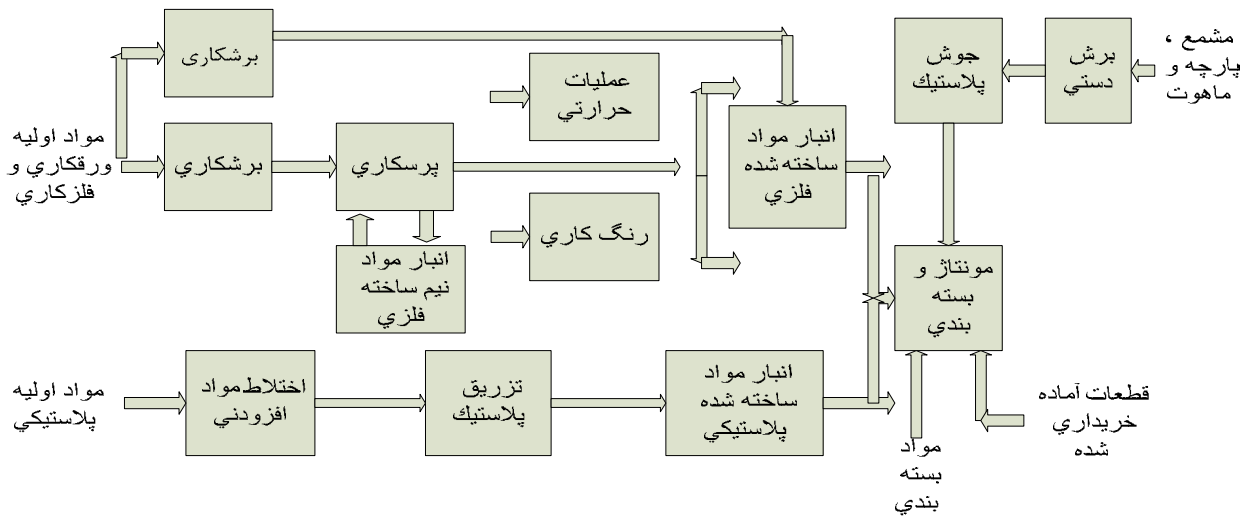 برشكاري
عمليات
حرارتي
جوش
پلاستيك
برش
دستي
مشمع ،
پارچه و
ماهوت
مواد اوليه
ورقكاري و
فلزكاري
برشكاري
پرسكاري
انبار مواد
ساخته شده
فلزي
رنگ كاري
انبار مواد
نيم ساخته
فلزي
مونتاژ و
بسته
بندي
مواد اوليه
پلاستيكي
اختلاط مواد
افزودني
تزريق
پلاستيك
انبار مواد
ساخته شده
پلاستيكي
قطعات آماده
خريداري
شده
مواد
بسته
بندي